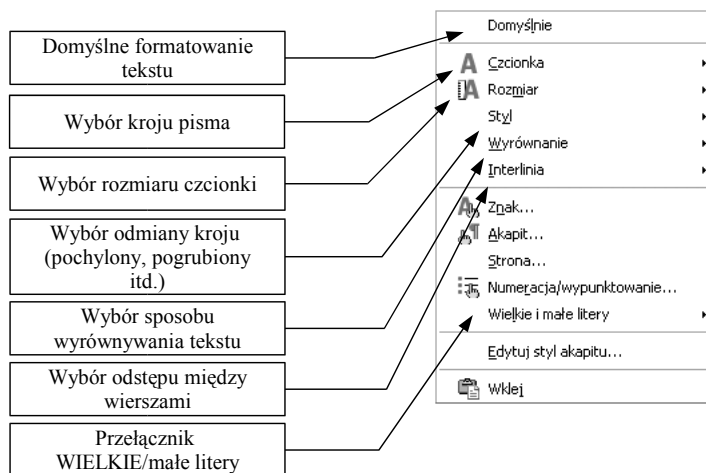 Domyślne formatowanie
tekstu
Wybór kroju pisma
Wybór rozmiaru czcionki
Wybór odmiany kroju
(pochylony, pogrubiony
itd.)
Wybór sposobu
wyrównywania tekstu
Wybór odstępu między
wierszami
Przełącznik
WIELKIE/małe litery
Domyślnie
Czcionka
Rozmiar
Styl
Wyrównanie
Interlinia
Znak...
Akapit...
Strona...
Numeracja/wypunktowanie...
Wielkie i małe litery
Edytuj styl akapitu...
Wklej